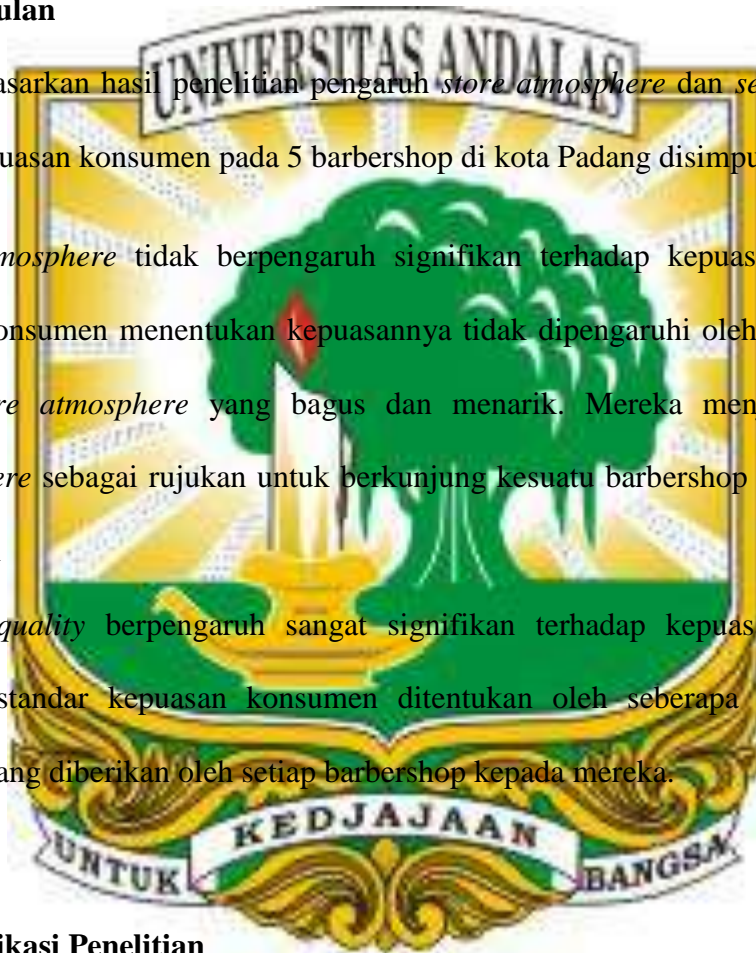 ulan
UNIVERSITAS ANDALAS
asarkan hasil penelitian pengaruh store atmosphere dan se
uasan konsumen pada 5 barbershop di kota Padang disimpu
mosphere tidak berpengaruh signifikan terhadap kepuas
onsumen menentukan kepuasannya tidak dipengaruhi oleh
re atmosphere yang bagus dan menarik. Mereka men
ere sebagai rujukan untuk berkunjung kesuatu barbershop
quality berpengaruh sangat signifikan terhadap kepuas
standar kepuasan konsumen ditentukan oleh seberapa
ang diberikan oleh setiap barbershop kepada mereka.
UNTUK KEDJAJAAN BANGSA
ikasi Penelitian